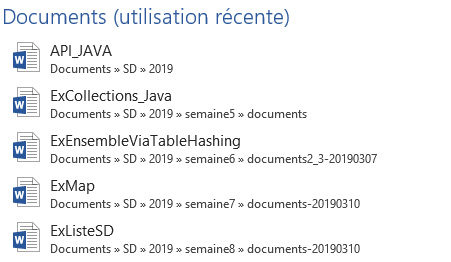 Documents (utilisation récente)
API_JAVA
Documents » SD » 2019
ExCollections_Java
Documents » SD » 2019 » semaine5 » documents
ExEnsembleViaTableHashing
Documents » SD » 2019 » semaine6 » documents2_3-20190307
ExMap
Documents » SD » 2019 » semaine7 » documents-20190310
ExListeSD
Documents » SD » 2019 » semaine8 » documents-20190310